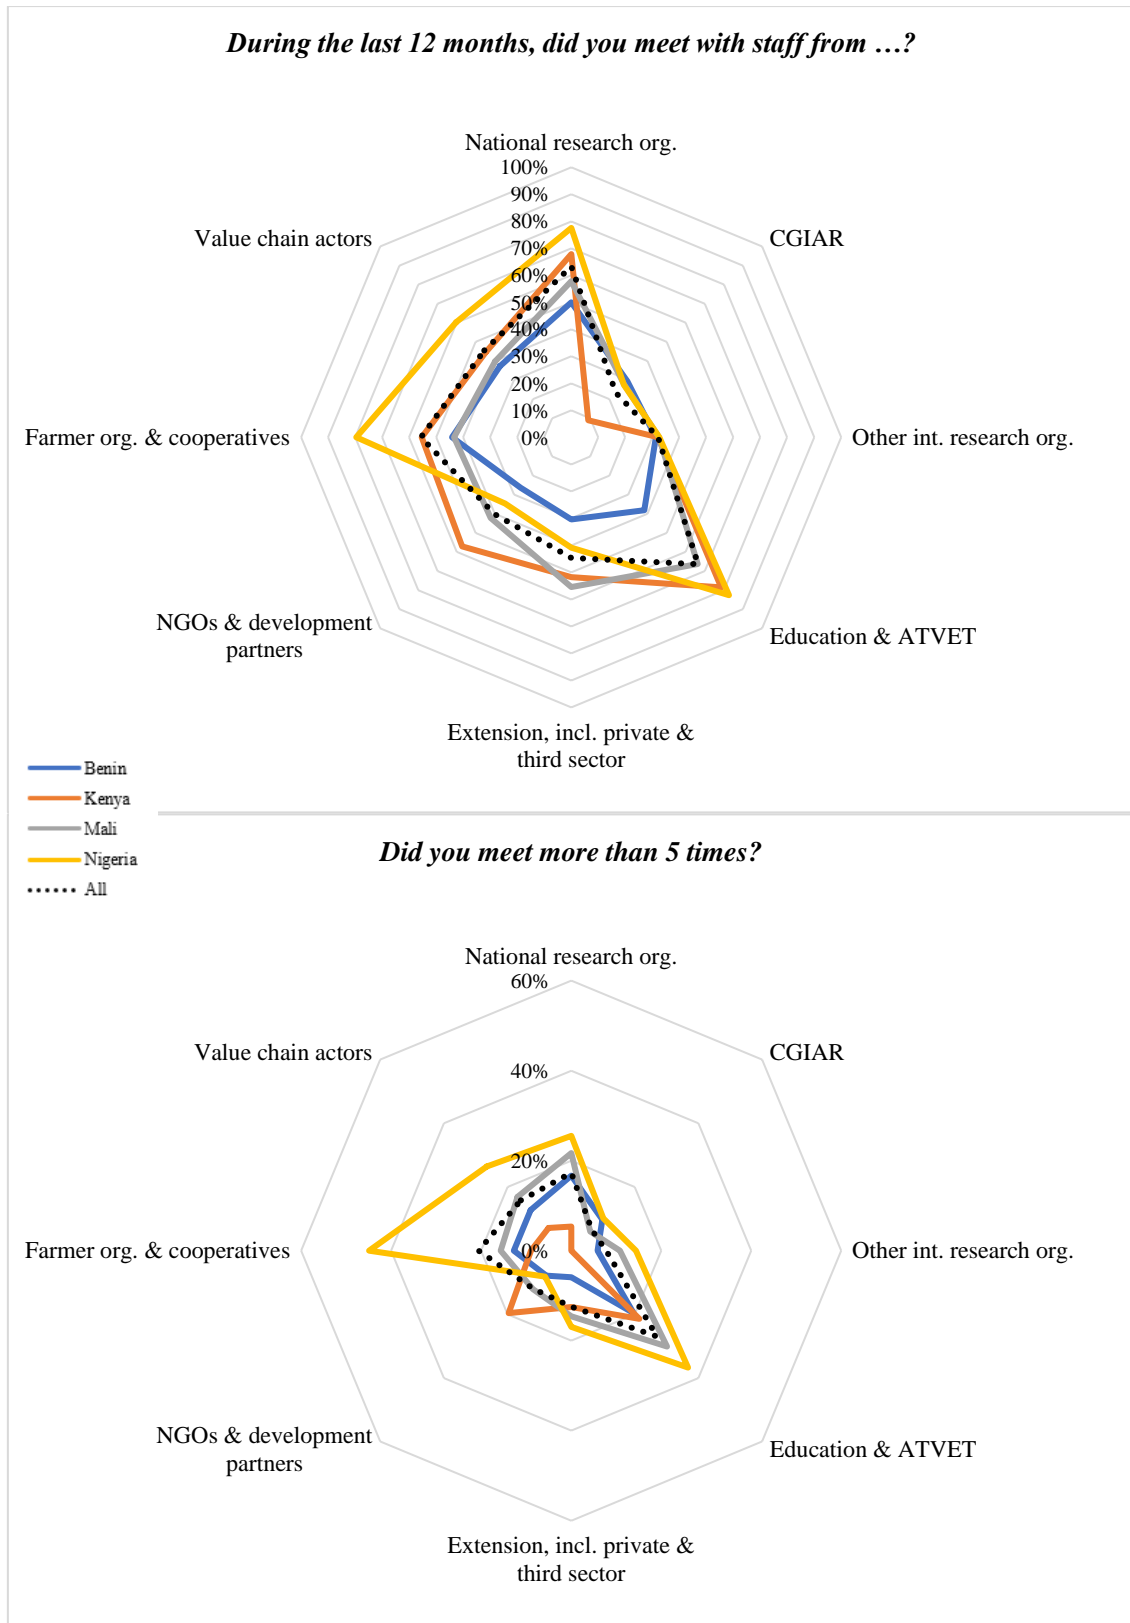 During the last 12 months, did you meet with staff from …?
National research org.
100%
90%
80%
70%
60%
50%
40%
30%
20%
10%
0%
CGIAR
Other int. research org.
Education & ATVET
Extension, incl. private &
third sector
NGOs & development
partners
Farmer org. & cooperatives
Value chain actors
Benin
Kenya
Mali
Nigeria
All
Did you meet more than 5 times?
National research org.
60%
40%
20%
0%
CGIAR
Other int. research org.
Education & ATVET
Extension, incl. private &
third sector
NGOs & development
partners
Farmer org. & cooperatives
Value chain actors